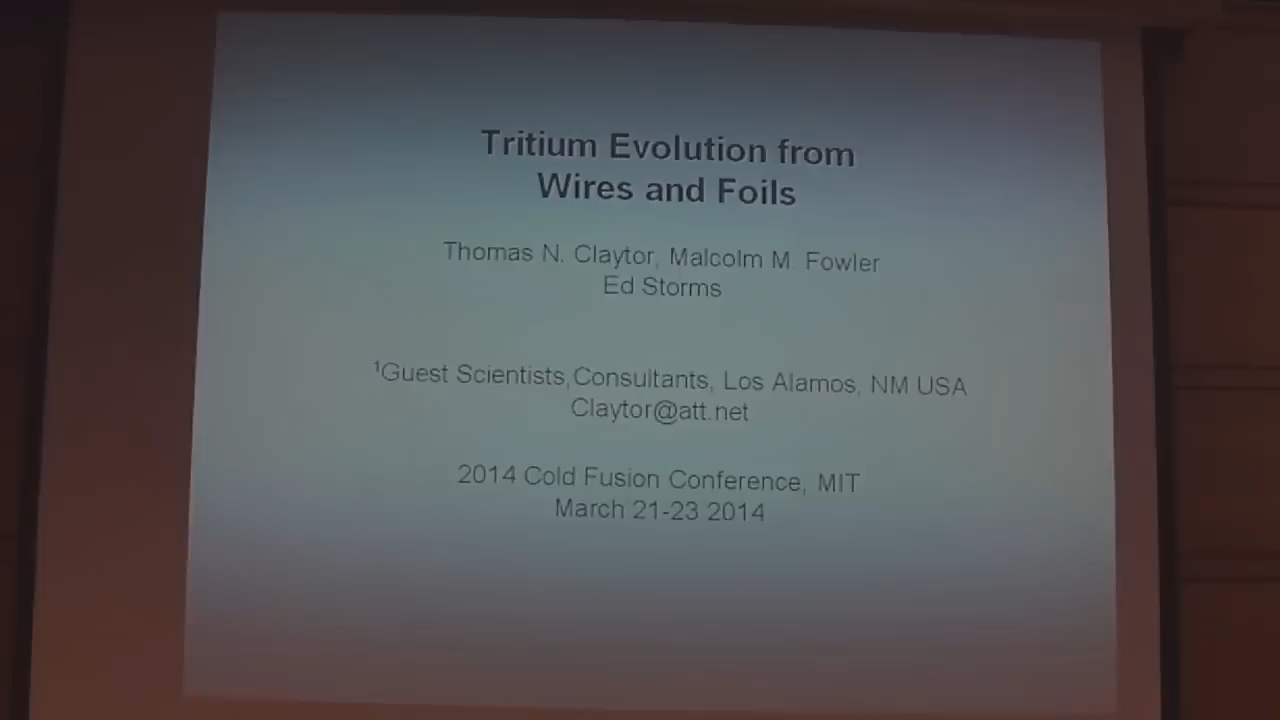 Tritium Evolution from
Wires and Foils
Thomas N. Claytor, Malcolm M. Fowler
Ed Storms
¹Guest Scientists,Consultants, Los Alamos, NM USA
Claytor@att.net
2014 Cold Fusion Conference, MIT
March 21-23 2014